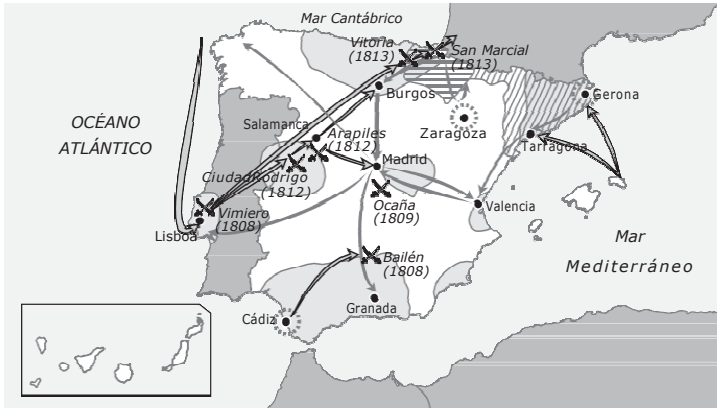 Mar Cantábrico
Vitoria
(1813)
San Marcial
(1813)
Burgos
Gerona
OCÉANO
ATLÁNTICO
Salamanca
Arapiles
(1812)
Zaragoza
Tarragona
CiudadRodrigo
(1812)
Madrid
Ocaña
(1809)
Valencia
Vimiero
(1808)
Lisboa
Mar
Mediterráneo
Bailén
(1808)
Cádiz
Granada